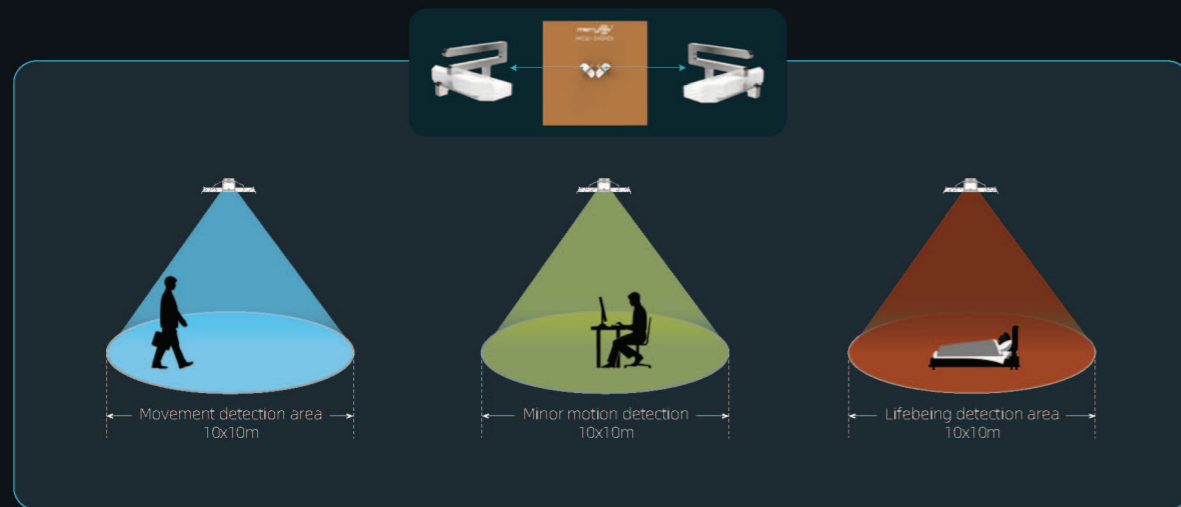 Movement detection area
10x10m
Minor motion detection
10x10m
Lifebeing detection area
10x10m